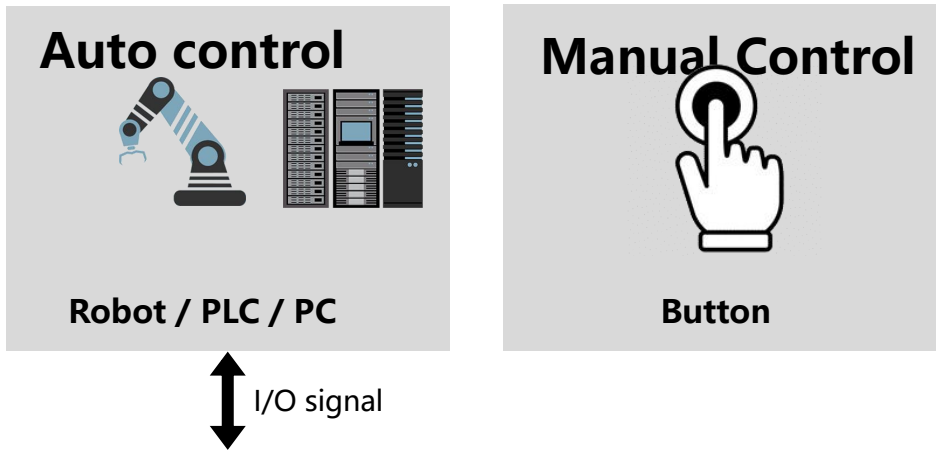 Auto control
Robot / PLC / PC
Manual Control
Button
I/O signal